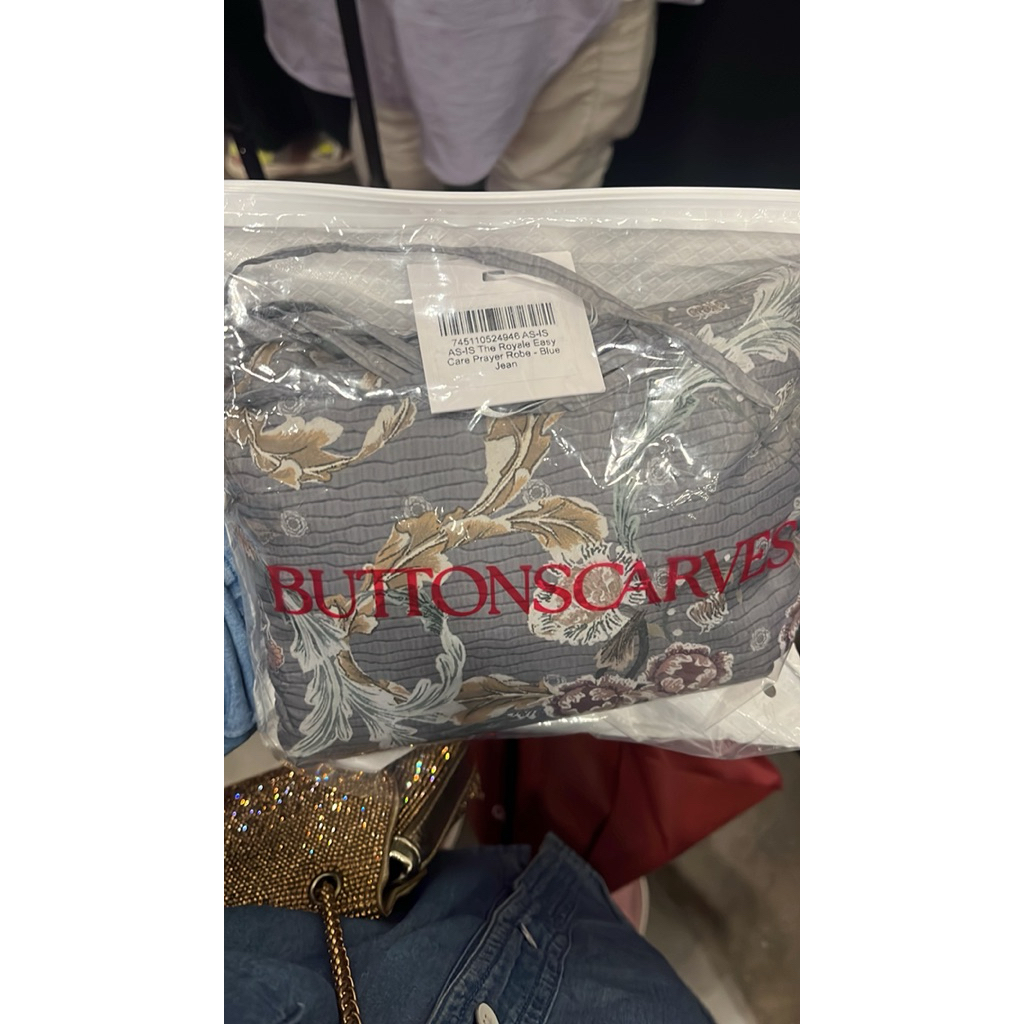 745110524946 AS-IS
AS-IS The Royale Easy
Care Prayer Robe - Blue
Jean
BUTTONSCARVES